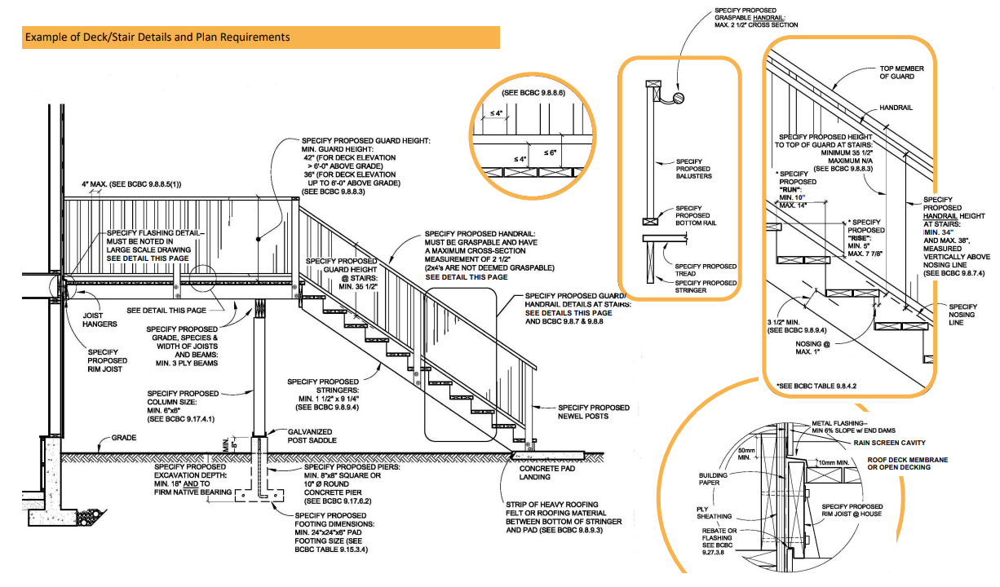 Example of Deck/Stair Details and Plan Requirements
SPECIFY PROPOSED
GRASPABLE HANDRAIL:
MAX. 2 1/2" CROSS SECTION
(SEE BCBC 9.8.8.6)
≤ 4"
≤ 4"
≤ 6"
SPECIFY
PROPOSED
BALUSTERS
SPECIFY
PROPOSED
BOTTOM RAIL
SPECIFY PROPOSED
TREAD
SPECIFY PROPOSED
STRINGER
TOP MEMBER
OF GUARD
HANDRAIL
SPECIFY PROPOSED HEIGHT
TO TOP OF GUARD AT STAIRS:
MINIMUM 35 1/2"
MAXIMUM N/A
(SEE BCBC 9.8.8.3)
* SPECIFY
PROPOSED
"RUN":
MIN. 10"
MAX. 14"
* SPECIFY
PROPOSED
"RISE":
MIN. 5"
MAX. 7 7/8"
SPECIFY
PROPOSED
HANDRAIL HEIGHT
AT STAIRS:
MIN. 34"
AND MAX. 38",
MEASURED
VERTICALLY ABOVE
NOSING LINE
(SEE BCBC 9.8.7.4)
SPECIFY
NOSING
LINE
3 1/2" MIN.
(SEE BCBC 9.8.9.4)
NOSING @
MAX. 1"
*SEE BCBC TABLE 9.8.4.2
4" MAX. (SEE BCBC 9.8.8.5(1))
SPECIFY PROPOSED GUARD HEIGHT:
MIN. GUARD HEIGHT:
42" (FOR DECK ELEVATION
> 6'-0" ABOVE GRADE)
36" (FOR DECK ELEVATION
UP TO 6'-0" ABOVE GRADE)
(SEE BCBC 9.8.8.3)
SPECIFY FLASHING DETAIL–
MUST BE NOTED IN
LARGE SCALE DRAWING
SEE DETAIL THIS PAGE
SPECIFY PROPOSED
GUARD HEIGHT
@ STAIRS:
MIN. 35 1/2"
SPECIFY PROPOSED HANDRAIL:
MUST BE GRASPABLE AND HAVE
A MAXIMUM CROSS-SECTION
MEASUREMENT OF 2 1/2"
(2x4's ARE NOT DEEMED GRASPABLE)
SEE DETAIL THIS PAGE
SPECIFY PROPOSED GUARD/
HANDRAIL DETAILS AT STAIRS:
SEE DETAILS THIS PAGE
AND BCBC 9.8.7 & 9.8.8
JOIST
HANGERS
SEE DETAIL THIS PAGE
SPECIFY
PROPOSED
RIM JOIST
SPECIFY PROPOSED
GRADE, SPECIES &
WIDTH OF JOISTS
AND BEAMS:
MIN. 3 PLY BEAMS
SPECIFY PROPOSED
STRINGERS:
MIN. 1 1/2" x 9 1/4"
(SEE BCBC 9.8.9.4)
SPECIFY PROPOSED
COLUMN SIZE:
MIN. 6"x6"
(SEE BCBC 9.17.4.1)
SPECIFY PROPOSED
NEWEL POSTS
GRADE
MIN.
8"
GALVANIZED
POST SADDLE
SPECIFY PROPOSED
EXCAVATION DEPTH:
MIN. 18" AND TO
FIRM NATIVE BEARING
SPECIFY PROPOSED PIERS:
MIN. 8"x8" SQUARE OR
10" Ø ROUND
CONCRETE PIER
(SEE BCBC 9.17.6.2)
SPECIFY PROPOSED
FOOTING DIMENSIONS:
MIN. 24"x24"x6" PAD
FOOTING SIZE (SEE
BCBC TABLE 9.15.3.4)
CONCRETE PAD
LANDING
STRIP OF HEAVY ROOFING
FELT OR ROOFING MATERIAL
BETWEEN BOTTOM OF STRINGER
AND PAD (SEE BCBC 9.8.9.3)
METAL FLASHING–
MIN 6% SLOPE w/ END DAMS
RAIN SCREEN CAVITY
50mm
MIN.
10mm MIN.
ROOF DECK MEMBRANE
OR OPEN DECKING
BUILDING
PAPER
PLY
SHEATHING
SPECIFY PROPOSED
RIM JOIST @ HOUSE
REBATE OR
FLASHING
SEE BCBC
9.27.3.8